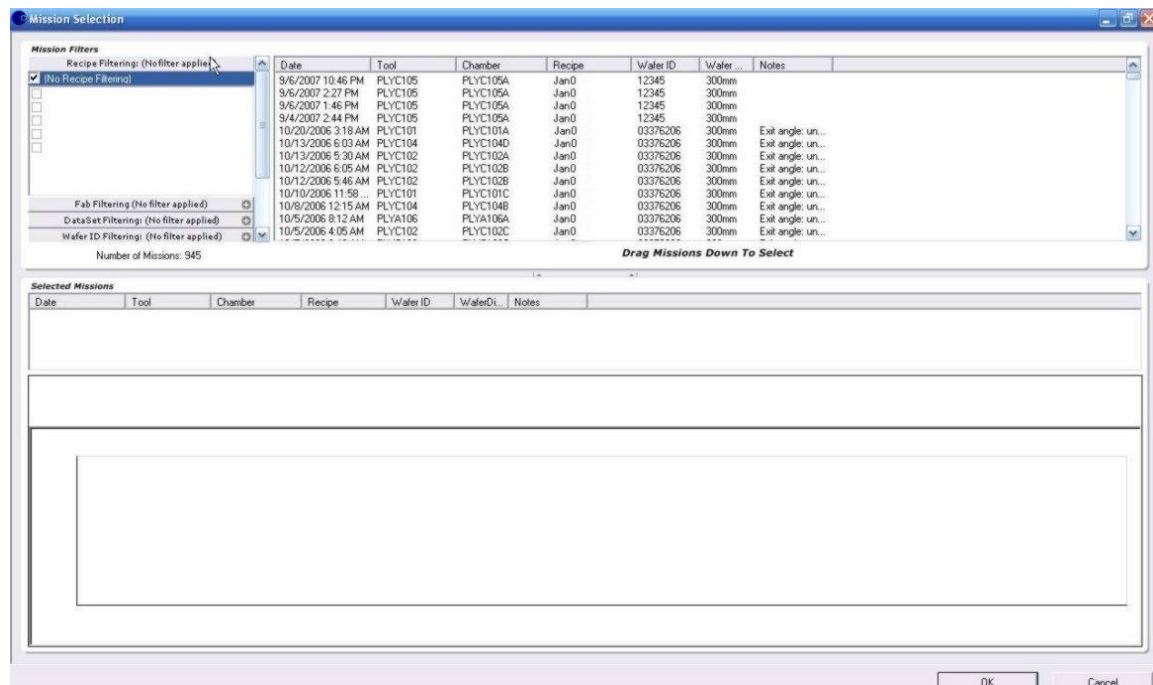 Mission Selection
Mission Filters
Recipe Filtering: (No filter applied
(No Recipe Filtering)
Fab Filtering (No filter applied)
DataSet Filtering: (No filter applied)
Wafer ID Filtering: (No filter applied)
Number of Missions: 945
Date Tool Chamber Recipe Wafer ID Wafer ... Notes
9/6/2007 10:46 PM PLYC105 PLYC105A Jan0 12345 300mm
9/6/2007 2:27 PM PLYC105 PLYC105A Jan0 12345 300mm
9/6/2007 1:46 PM PLYC105 PLYC105A Jan0 12345 300mm
9/4/2007 2:44 PM PLYC105 PLYC105A Jan0 12345 300mm
10/20/2006 3:18 AM PLYC101 PLYC101A Jan0 03376206 300mm Exit angle: un...
10/13/2006 6:03 AM PLYC104 PLYC104D Jan0 03376206 300mm Exit angle: un...
10/13/2006 5:30 AM PLYC102 PLYC102A Jan0 03376206 300mm Exit angle: un...
10/12/2006 6:05 AM PLYC102 PLYC102B Jan0 03376206 300mm Exit angle: un...
10/12/2006 5:46 AM PLYC102 PLYC102B Jan0 03376206 300mm Exit angle: un...
10/10/2006 11:58 ... PLYC101 PLYC101C Jan0 03376206 300mm Exit angle: un...
10/8/2006 12:15 AM PLYC104 PLYC104B Jan0 03376206 300mm Exit angle: un...
10/5/2006 8:12 AM PLYA106 PLYA106A Jan0 03376206 300mm Exit angle: un...
10/5/2006 4:05 AM PLYC102 PLYC102C Jan0 03376206 300mm Exit angle: un...
Drag Missions Down To Select
Selected Missions
Date Tool Chamber Recipe Wafer ID WaferDi... Notes
OK Cancel